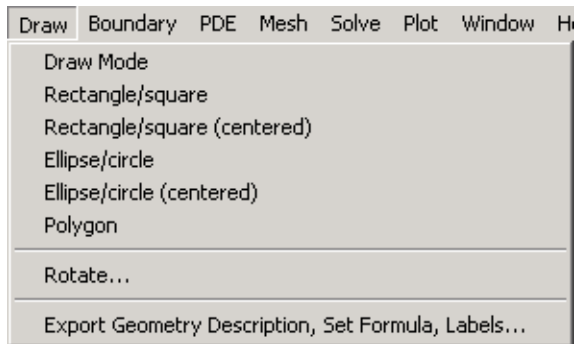 Draw Boundary PDE Mesh Solve Plot Window
Draw Mode
Rectangle/square
Rectangle/square (centered)
Ellipse/circle
Ellipse/circle (centered)
Polygon
Rotate...
Export Geometry Description, Set Formula, Labels...